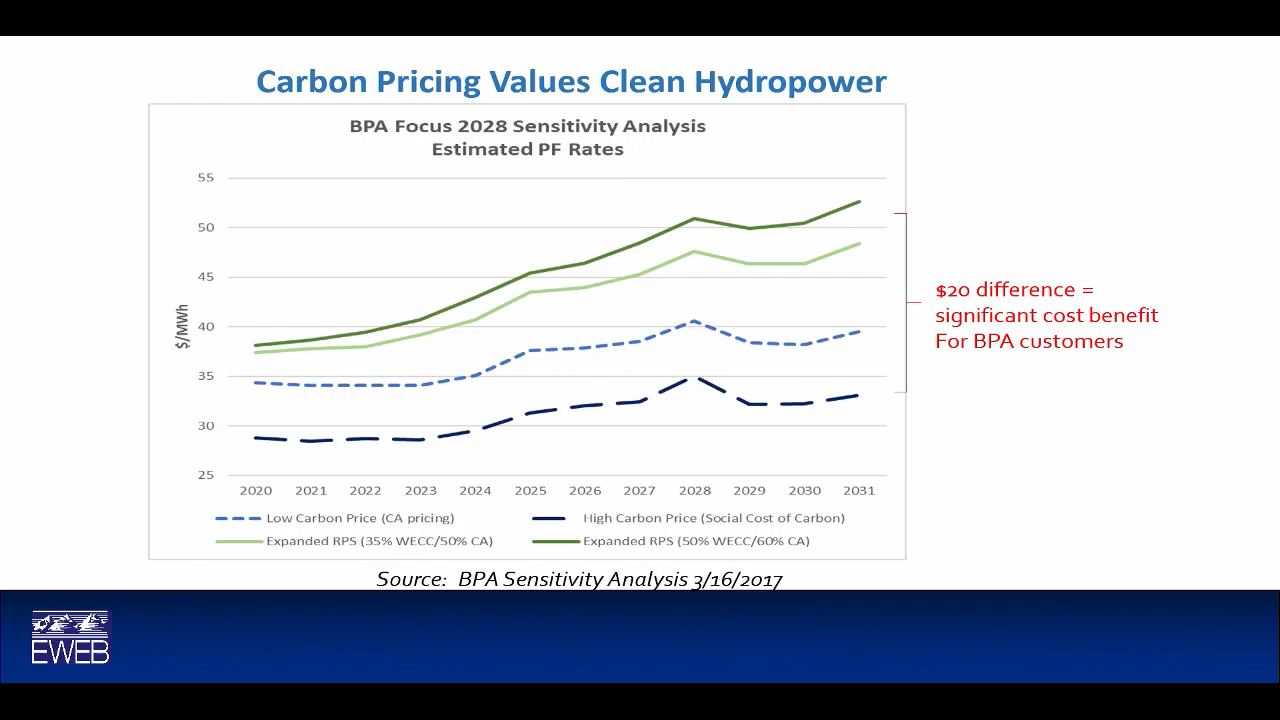 Carbon Pricing Values Clean Hydropower
BPA Focus 2028 Sensitivity Analysis
Estimated PF Rates
55
50
45
40
35
30
25
$/MWh
2020 2021 2022 2023 2024 2025 2026 2027 2028 2029 2030 2031
Low Carbon Price (CA pricing) High Carbon Price (Social Cost of Carbon)
Expanded RPS (35% WECC/50% CA) Expanded RPS (50% WECC/60% CA)
$20 difference =
significant cost benefit
For BPA customers
Source: BPA Sensitivity Analysis 3/16/2017
EWEB